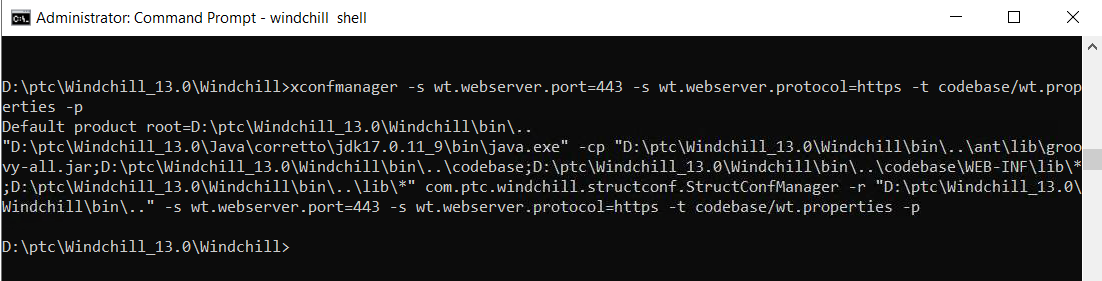 Administrator: Command Prompt - windchill  shell
D:\ptc\Windchill_13.0\Windchill>xconfmanager -s wt.webserver.port=443 -s wt.webserver.protocol=https -t codebase/wt.prop
erties -p
Default product root=D:\ptc\Windchill_13.0\Windchill\bin\..
"D:\ptc\Windchill_13.0\Java\corretto\jdk17.0.11_9\bin\java.exe" -cp "D:\ptc\Windchill_13.0\Windchill\bin\..\ant\lib\groo
vy-all.jar;D:\ptc\Windchill_13.0\Windchill\bin\..\codebase;D:\ptc\Windchill_13.0\Windchill\bin\..\codebase\WEB-INF\lib\*
;D:\ptc\Windchill_13.0\Windchill\bin\..\lib\*" com.ptc.windchill.structconf.StructConfManager -r "D:\ptc\Windchill_13.0\
Windchill\bin\.." -s wt.webserver.port=443 -s wt.webserver.protocol=https -t codebase/wt.properties -p
D:\ptc\Windchill_13.0\Windchill>